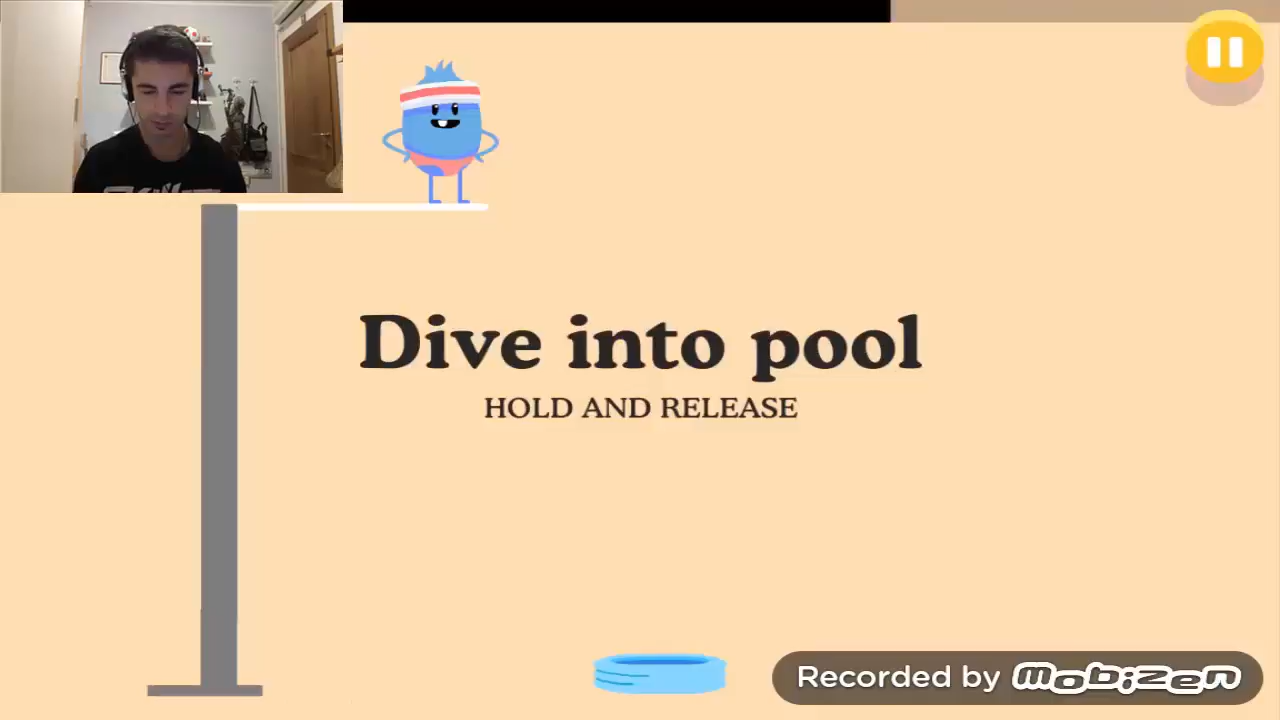 Dive into pool
HOLD AND RELEASE
Recorded by mobizen